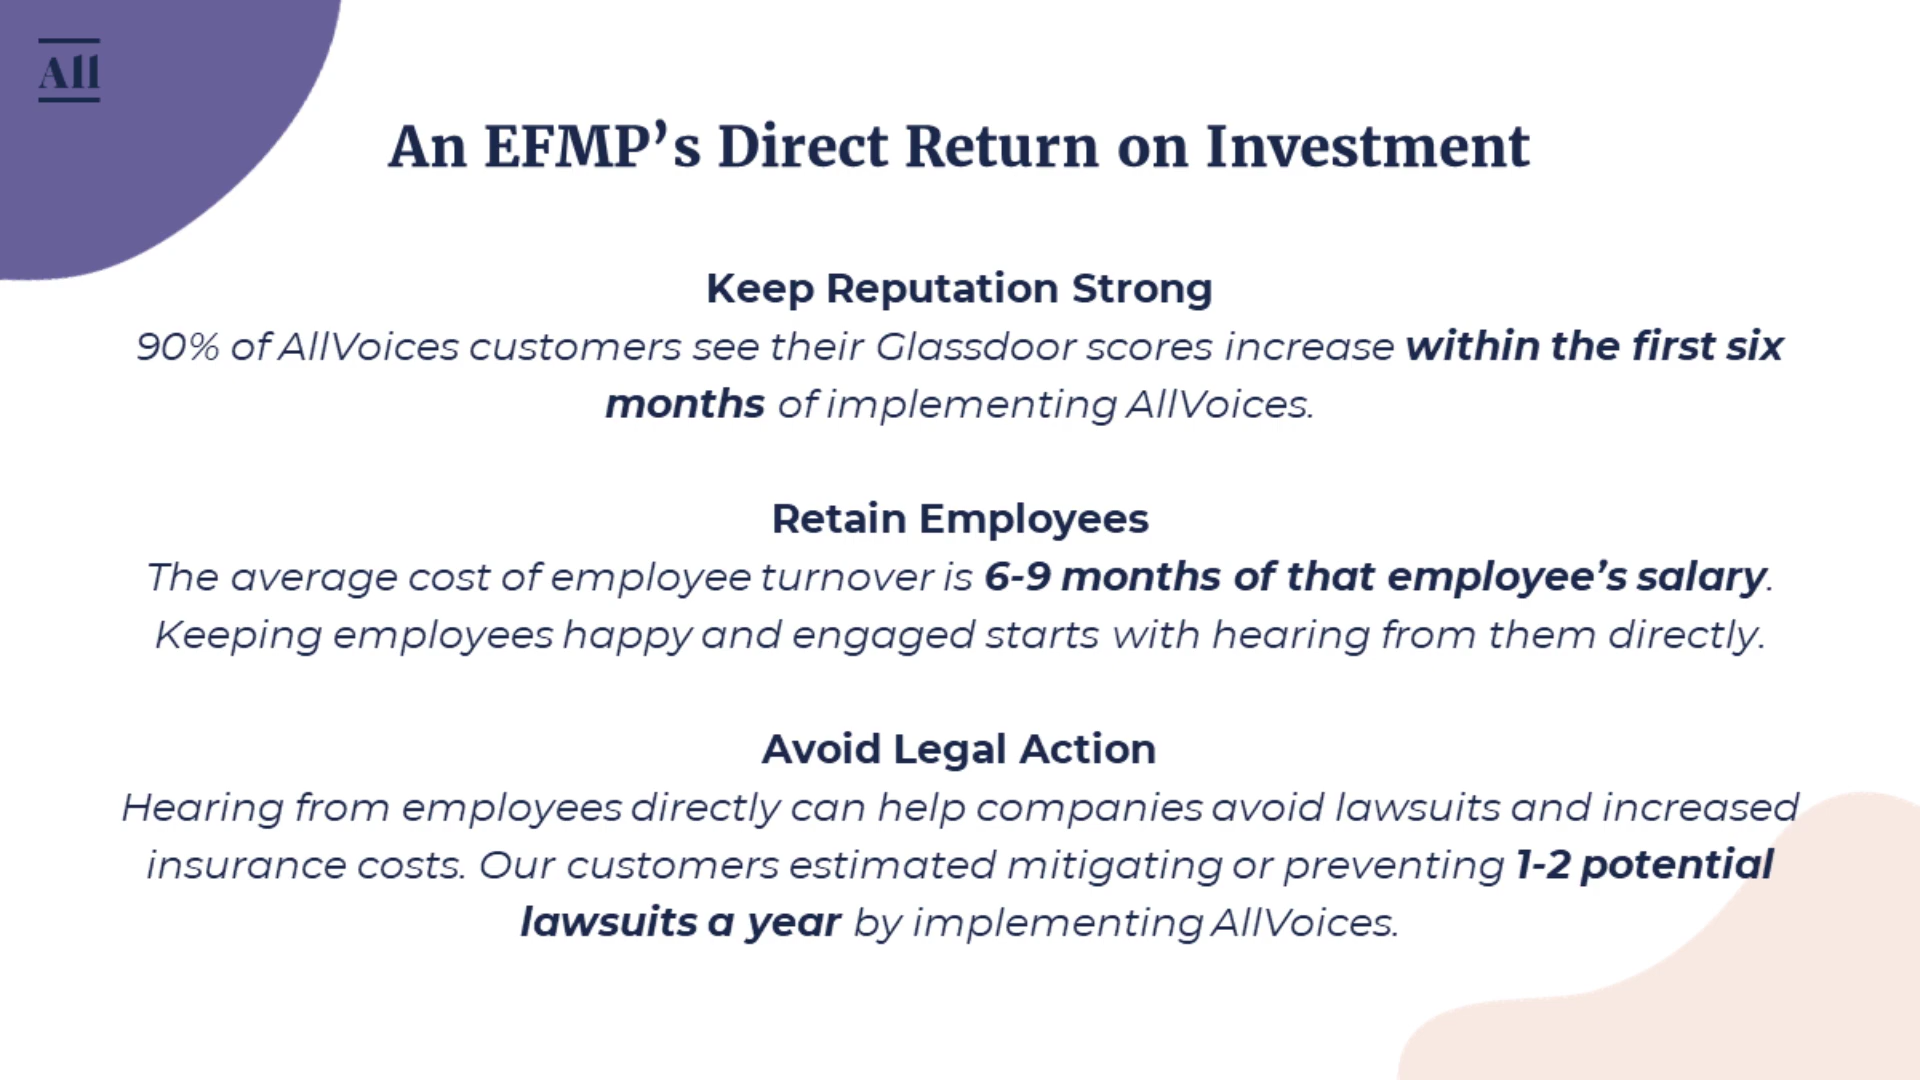 All
An EFMP’s Direct Return on Investment
Keep Reputation Strong
90% of AllVoices customers see their Glassdoor scores increase within the first six
months of implementing AllVoices.
Retain Employees
The average cost of employee turnover is 6-9 months of that employee’s salary.
Keeping employees happy and engaged starts with hearing from them directly.
Avoid Legal Action
Hearing from employees directly can help companies avoid lawsuits and increased
insurance costs. Our customers estimated mitigating or preventing 1-2 potential
lawsuits a year by implementing AllVoices.